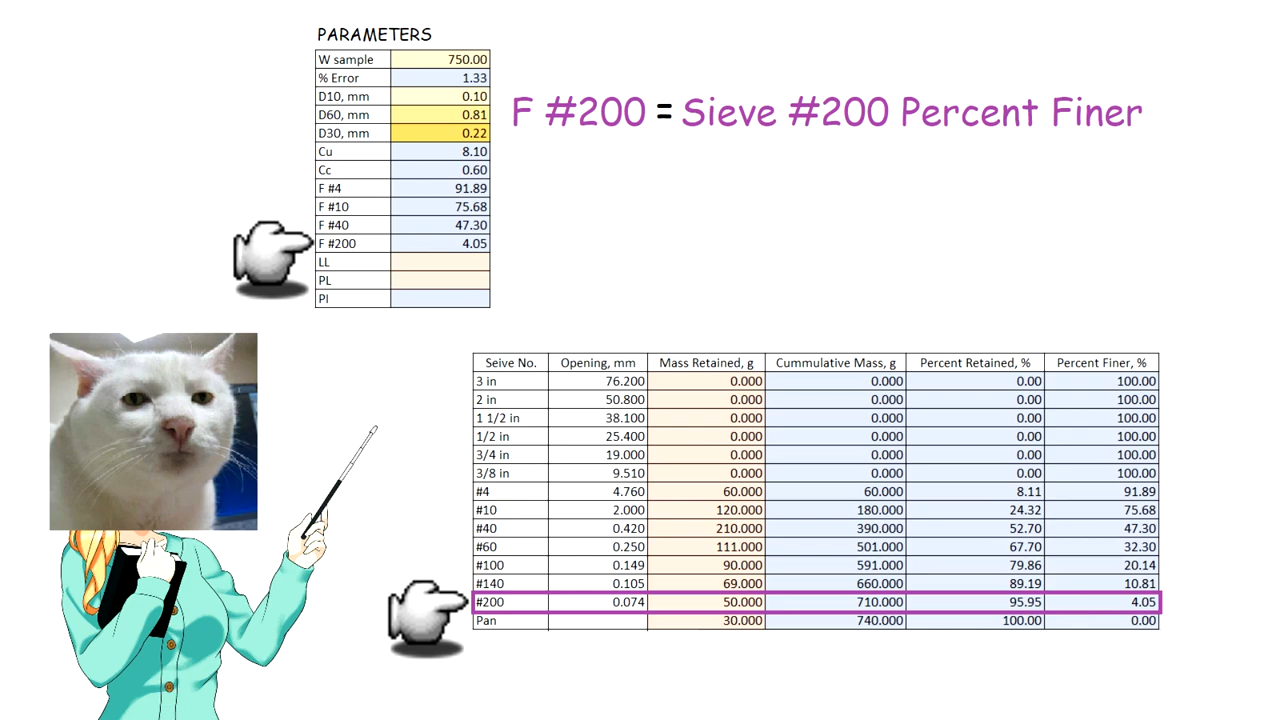 PARAMETERS
W sample 750.00
% Error 1.33
D10, mm 0.10
D60, mm 0.81
D30, mm 0.22
Cu 8.10
Cc 0.60
F #4 91.89
F #10 75.68
F #40 47.30
F #200 4.05
LL
PL
PI
F #200 = Sieve #200 Percent Finer
Seive No. Opening, mm Mass Retained, g Cummulative Mass, g Percent Retained, % Percent Finer, %
3 in 76.200 0.000 0.000 0.00 100.00
2 in 50.800 0.000 0.000 0.00 100.00
1 1/2 in 38.100 0.000 0.000 0.00 100.00
1/2 in 25.400 0.000 0.000 0.00 100.00
3/4 in 19.000 0.000 0.000 0.00 100.00
3/8 in 9.510 0.000 0.000 0.00 100.00
#4 4.760 60.000 60.000 8.11 91.89
#10 2.000 120.000 180.000 24.32 75.68
#40 0.420 210.000 390.000 52.70 47.30
#60 0.250 111.000 501.000 67.70 32.30
#100 0.149 90.000 591.000 79.86 20.14
#140 0.105 69.000 660.000 89.19 10.81
#200 0.074 50.000 710.000 95.95 4.05
Pan 30.000 740.000 100.00 0.00